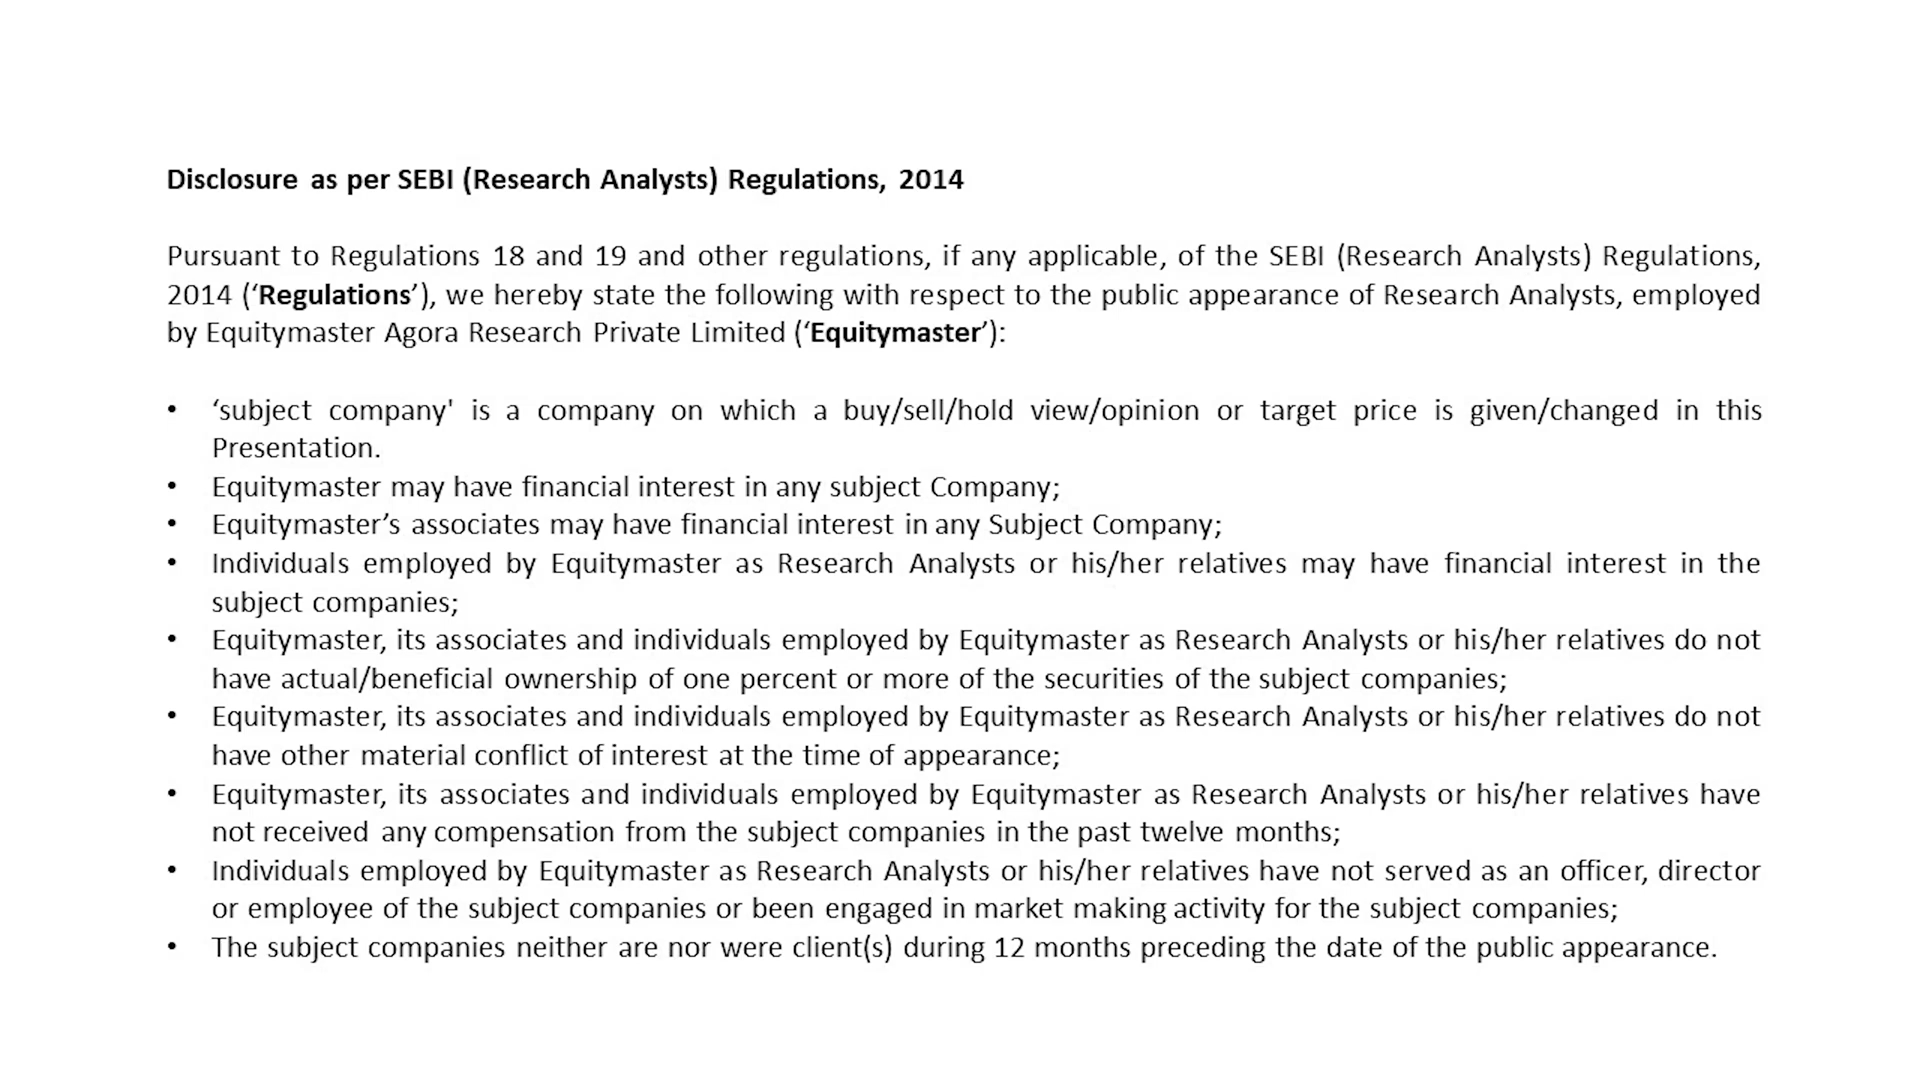 Disclosure as per SEBI (Research Analysts) Regulations, 2014
Pursuant to Regulations 18 and 19 and other regulations, if any applicable, of the SEBI (Research Analysts) Regulations,
2014 (‘Regulations’), we hereby state the following with respect to the public appearance of Research Analysts, employed
by Equitymaster Agora Research Private Limited (‘Equitymaster’):
• ‘subject company' is a company on which a buy/sell/hold view/opinion or target price is given/changed in this
Presentation.
• Equitymaster may have financial interest in any subject Company;
• Equitymaster’s associates may have financial interest in any Subject Company;
• Individuals employed by Equitymaster as Research Analysts or his/her relatives may have financial interest in the
subject companies;
• Equitymaster, its associates and individuals employed by Equitymaster as Research Analysts or his/her relatives do not
have actual/beneficial ownership of one percent or more of the securities of the subject companies;
• Equitymaster, its associates and individuals employed by Equitymaster as Research Analysts or his/her relatives do not
have other material conflict of interest at the time of appearance;
• Equitymaster, its associates and individuals employed by Equitymaster as Research Analysts or his/her relatives have
not received any compensation from the subject companies in the past twelve months;
• Individuals employed by Equitymaster as Research Analysts or his/her relatives have not served as an officer, director
or employee of the subject companies or been engaged in market making activity for the subject companies;
• The subject companies neither are nor were client(s) during 12 months preceding the date of the public appearance.